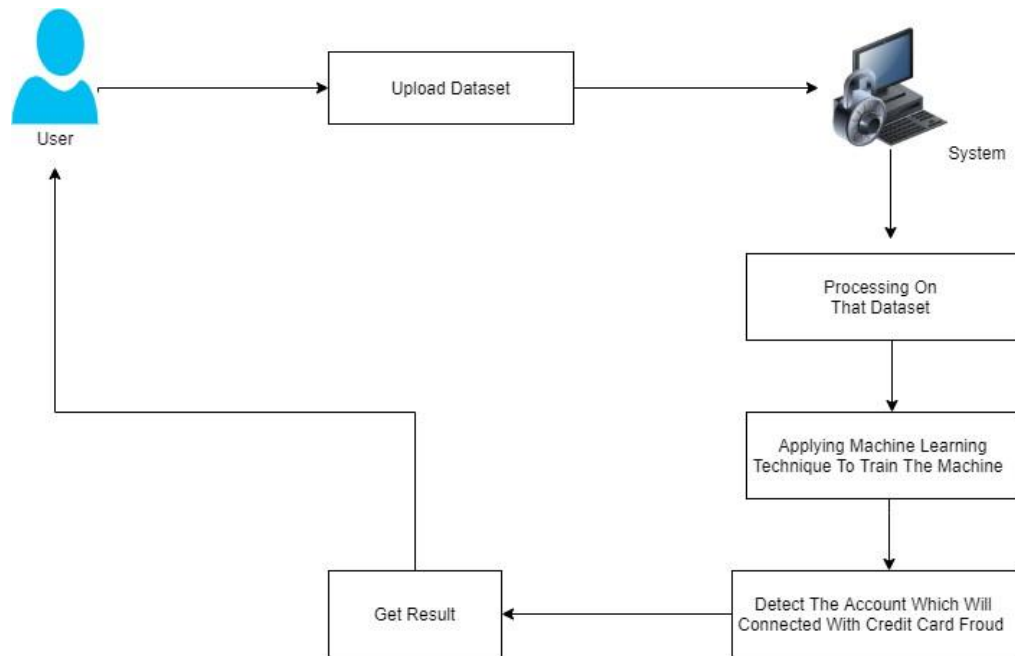 Upload Dataset
User
System
Processing On
That Dataset
Applying Machine Learning
Technique To Train The Machine
Detect The Account Which Will
Connected With Credit Card Froud
Get Result